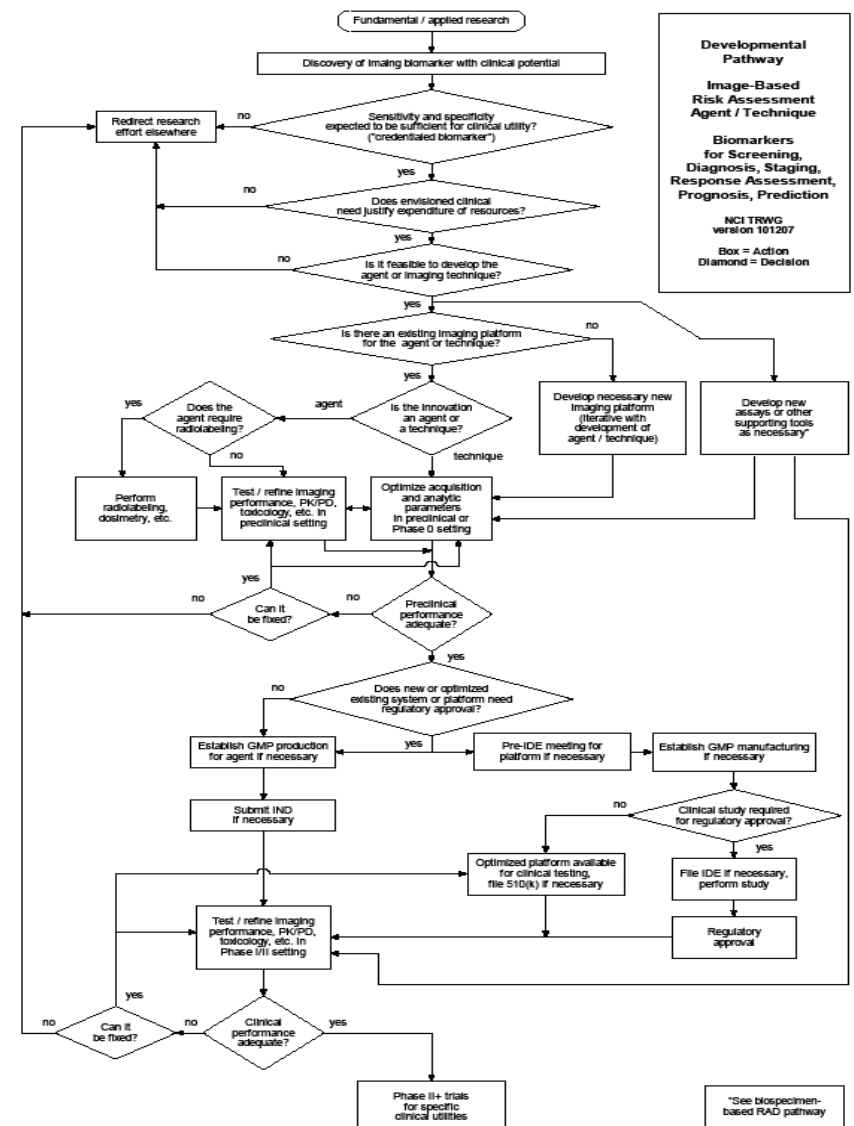 Fundamental / applied research
Discovery of imaing biomarker with clinical potential
Developmental
Pathway
Image-Based
Risk Assessment
Agent / Technique
Biomarkers
for Screening,
Diagnosis, Staging,
Response Assessment,
Prognosis, Prediction
NCI TRWG
version 101207
Box = Action
Diamond = Decision
Redirect research
effort elsewhere
no
Sensitivity and specificity
expected to be sufficient for clinical utility?
("credentialed biomarker")
yes
no
Does envisioned clinical
need justify expenditure of resources?
yes
no
Is it feasible to develop the
agent or imaging technique?
yes
Is there an existing imaging platform
for the agent or technique?
no
yes
yes
Does the
agent require
radiolabeling?
agent
Is the innovation
an agent or
a technique?
Develop necessary new
imaging platform
(iterative with
development of
agent / technique)
Develop new
assays or other
supporting tools
as necessary*
no
technique
Perform
radiolabeling,
dosimetry, etc.
Test / refine imaging
performance, PK/PD,
toxicology, etc. in
preclinical setting
Optimize acquisition
and analytic
parameters
in preclinical or
Phase 0 setting
yes
no
Can it
be fixed?
no
Preclinical
performance
adequate?
yes
no
Does new or optimized
existing system or platform need
regulatory approval?
Establish GMP production
for agent if necessary
yes
Pre-IDE meeting for
platform if necessary
Establish GMP manufacturing
if necessary
Submit IND
if necessary
no
Clinical study required
for regulatory approval?
yes
Optimized platform available
for clinical testing,
file 510(k) if necessary
File IDE if necessary,
perform study
Test / refine imaging
performance, PK/PD,
toxicology, etc. in
Phase I/II setting
Regulatory
approval
yes
no
Can it
be fixed?
no
Clinical
performance
adequate?
yes
Phase II+ trials
for specific
clinical utilities
*See biospecimen-
based RAD pathway